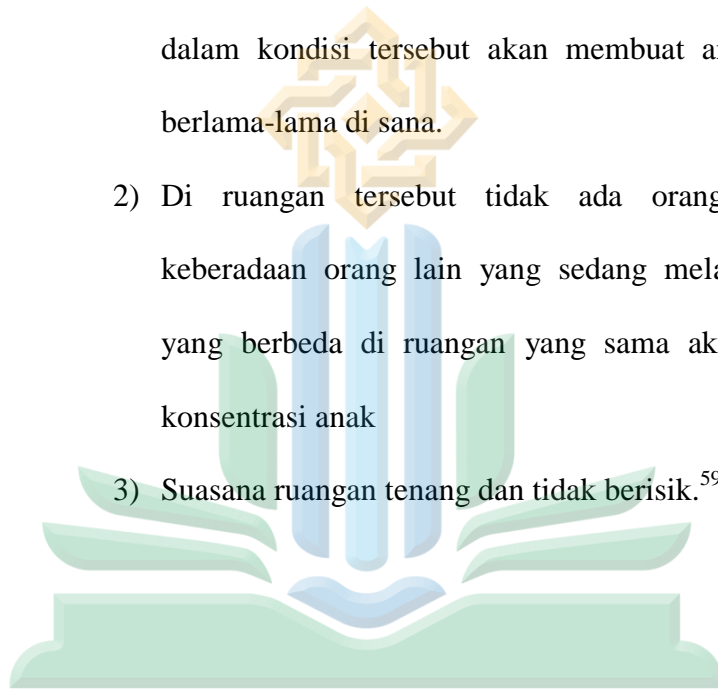 dalam kondisi tersebut akan membuat
berlama-lama di sana.
2) Di ruangan tersebut tidak ada orang
keberadaan orang lain yang sedang
yang berbeda di ruangan yang sama
konsentrasi anak
3) Suasana ruangan tenang dan tidak berisik.59